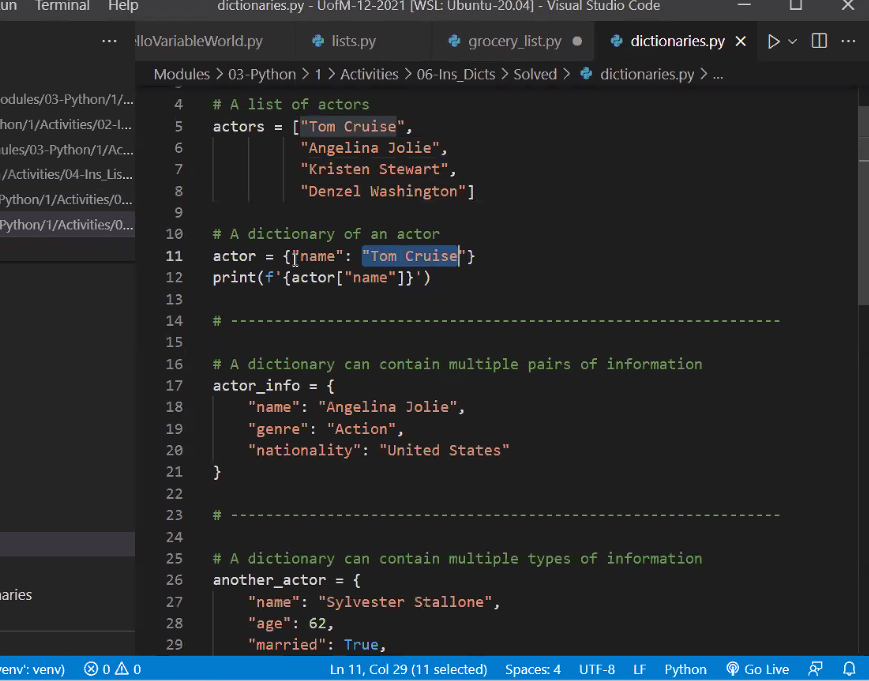 un Terminal Help dictionaries.py - UofM-12-2021 [WSL: Ubuntu-20.04] - Visual Studio Code
elloVariableWorld.py lists.py grocery_list.py dictionaries.py
Modules > 03-Python > 1 > Activities > 06-Ins_Dicts > Solved > dictionaries.py > ...
odules/03-Python/1/...
hon/1/Activities/02-I...
ules/03-Python/1/Ac...
/Activities/04-Ins_Lis...
Python/1/Activities/0...
Python/1/Activities/0...
aries
4 # A list of actors
5 actors = ["Tom Cruise",
6 "Angelina Jolie",
7 "Kristen Stewart",
8 "Denzel Washington"]
9
10 # A dictionary of an actor
11 actor = {"name": "Tom Cruise"}
12 print(f'{actor["name"]}')
13
14 # ----------------------------------------------------------------
15
16 # A dictionary can contain multiple pairs of information
17 actor_info = {
18 "name": "Angelina Jolie",
19 "genre": "Action",
20 "nationality": "United States"
21 }
22
23 # ----------------------------------------------------------------
24
25 # A dictionary can contain multiple types of information
26 another_actor = {
27 "name": "Sylvester Stallone",
28 "age": 62,
29 "married": True,
'venv': venv) 0 0 Ln 11, Col 29 (11 selected) Spaces: 4 UTF-8 LF Python Go Live